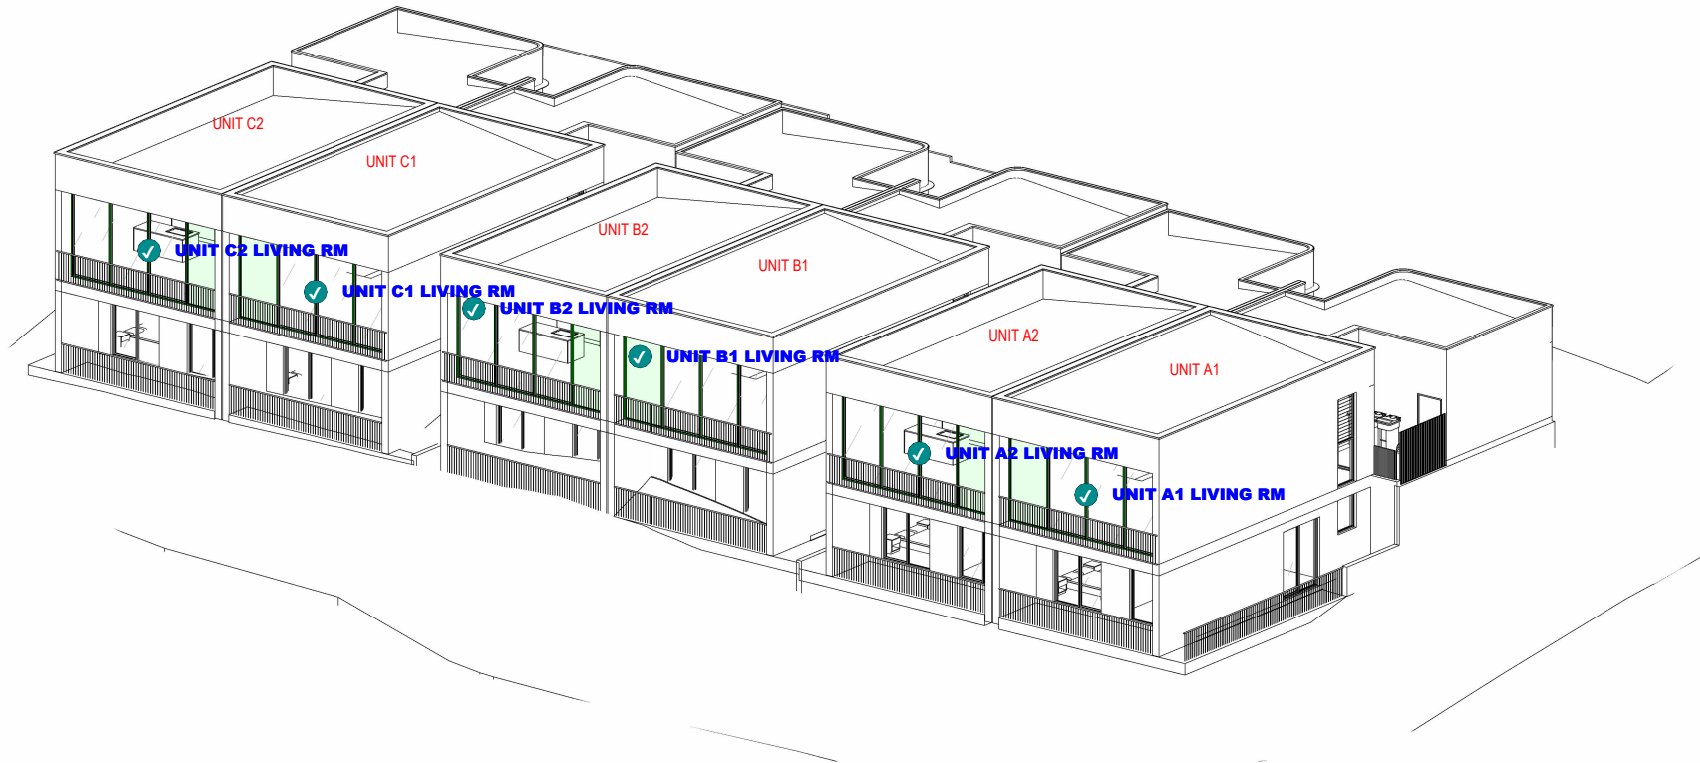 UNIT C2
UNIT C1
UNIT B2
UNIT B1
UNIT A2
UNIT A1
UNIT C2 LIVING RM
UNIT C1 LIVING RM
UNIT B2 LIVING RM
UNIT B1 LIVING RM
UNIT A2 LIVING RM
UNIT A1 LIVING RM